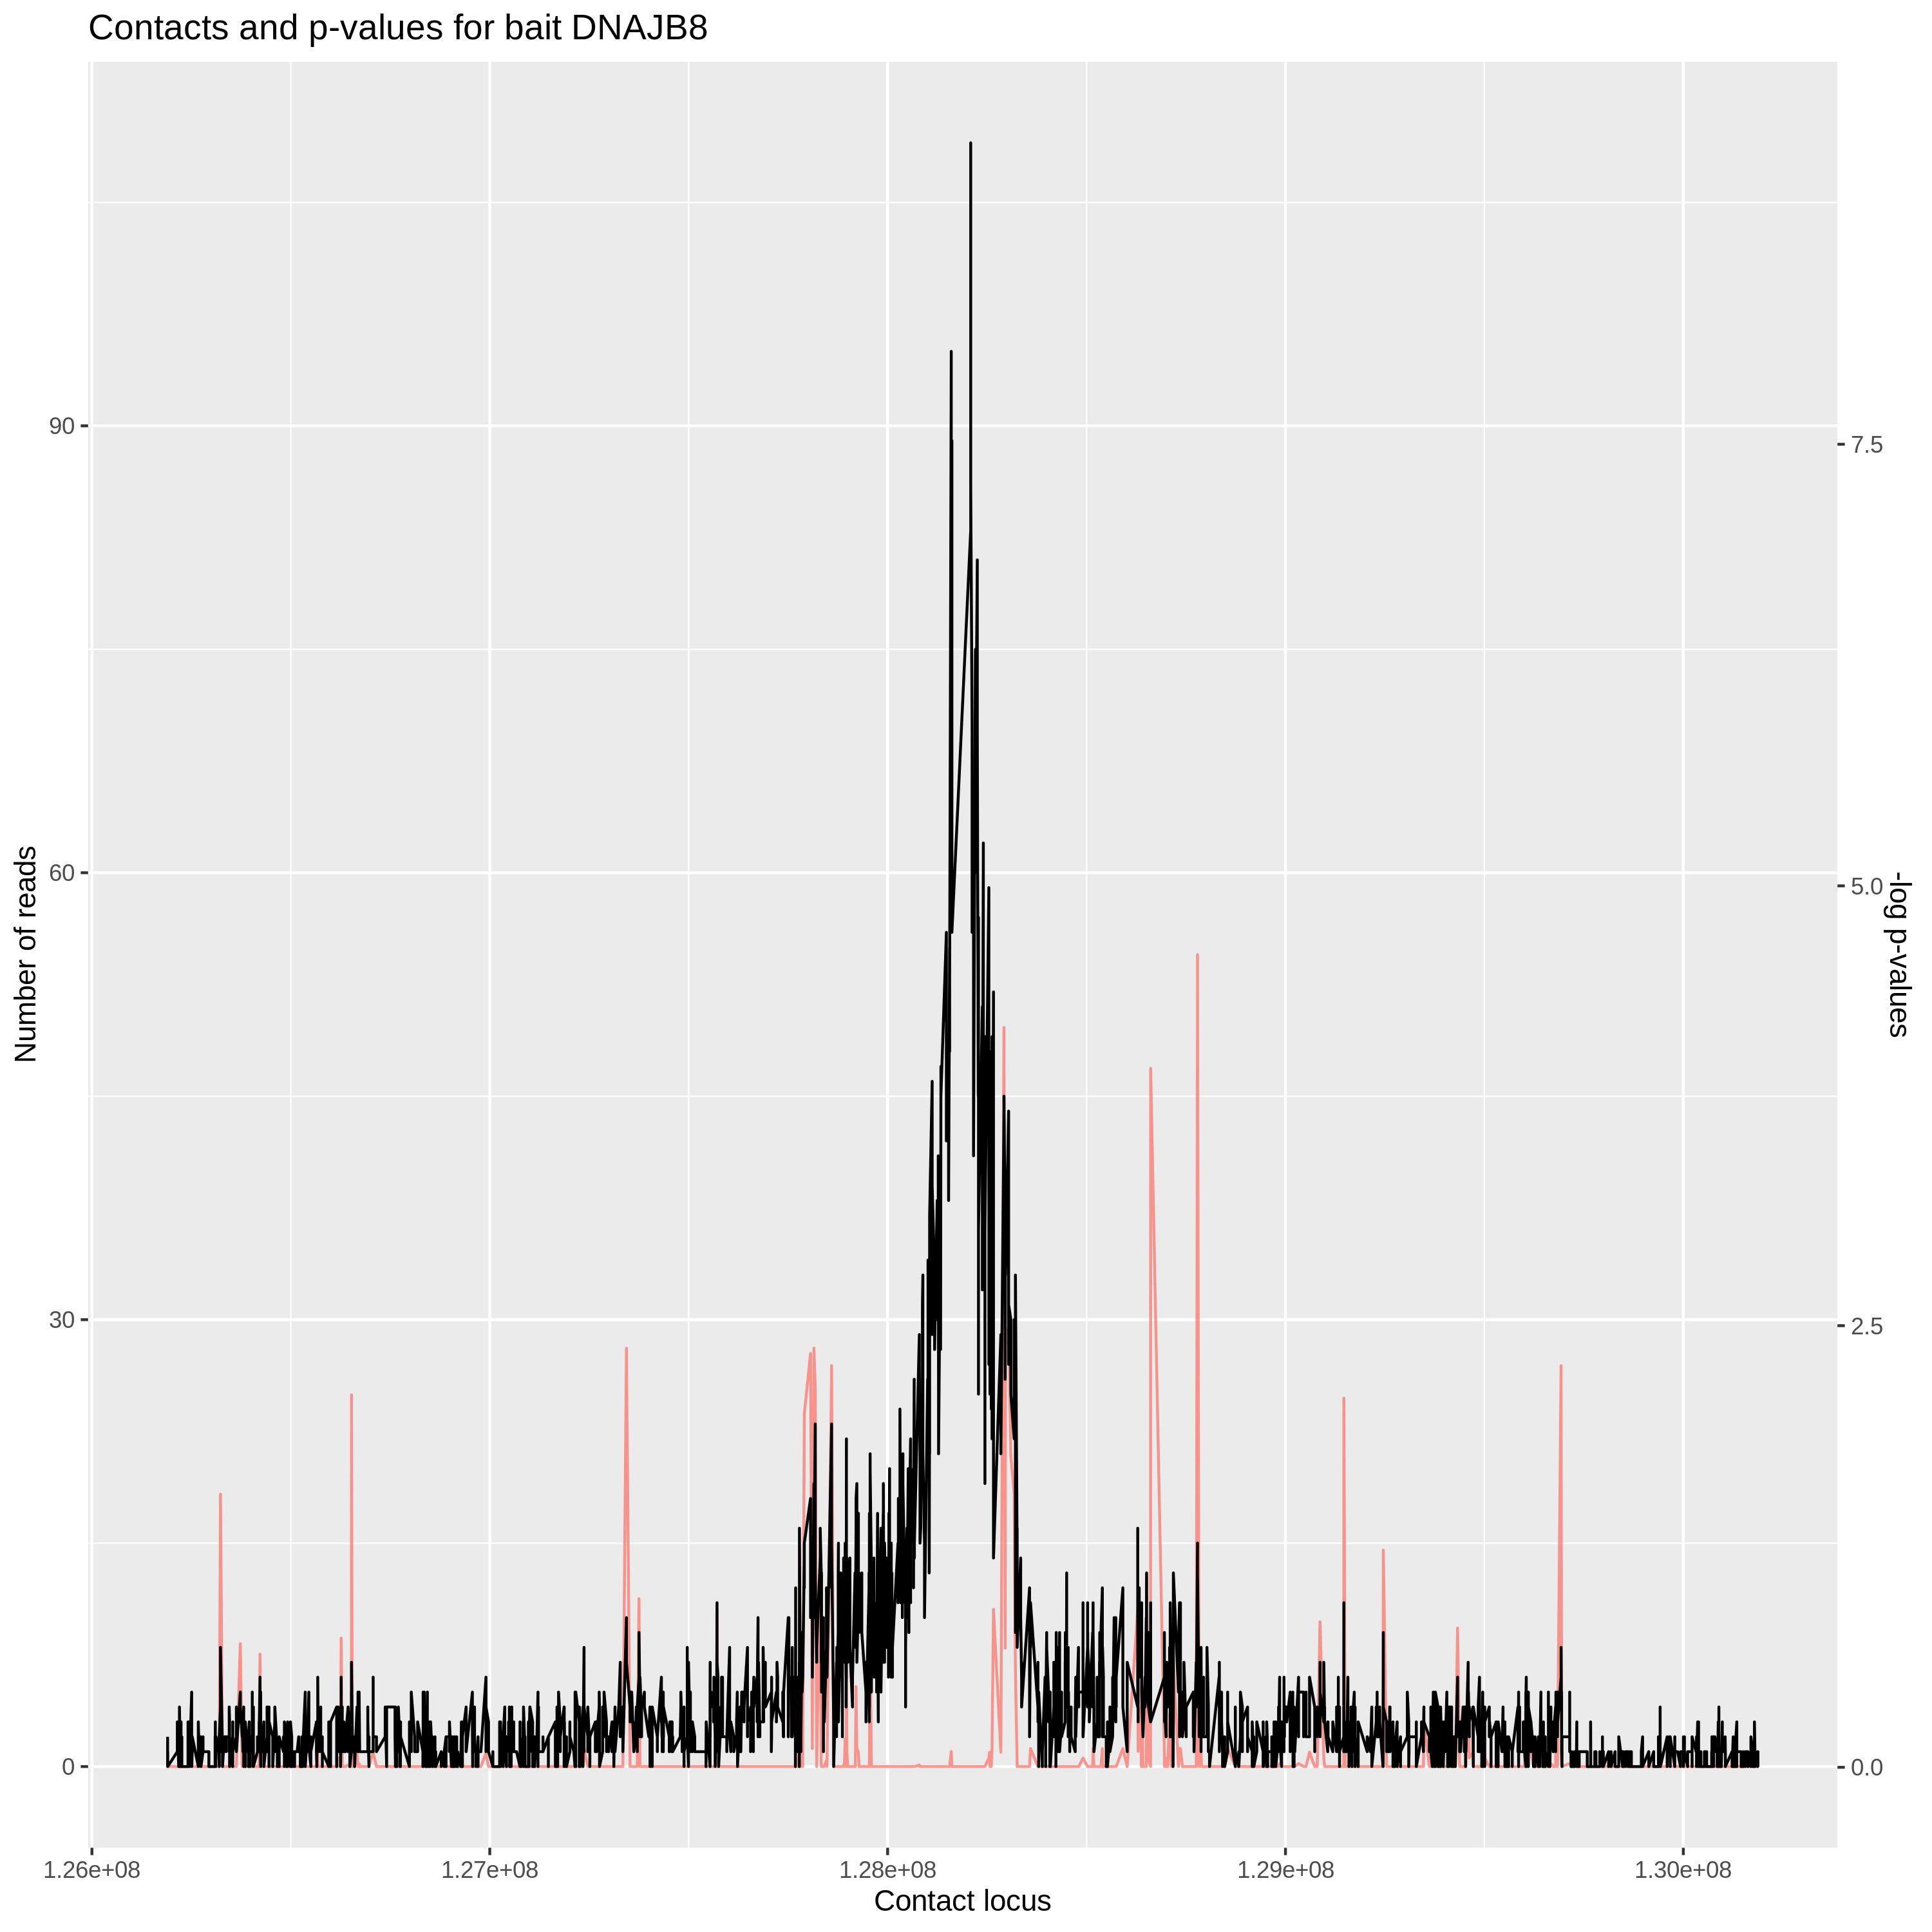 Contacts and p-values for bait DNAJB8
90
60
30
0
Number of reads
7.5
5.0
2.5
0.0
-log p-values
1.26e+08
1.27e+08
1.28e+08
1.29e+08
1.30e+08
Contact locus